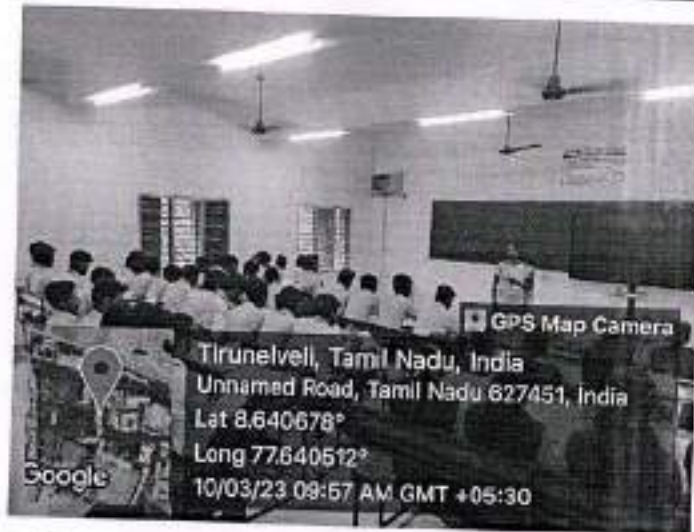 GPS Map Camera
Tirunelveli, Tamil Nadu, India
Unnamed Road, Tamil Nadu 627451, India
Lat 8.640678°
Long 77.640512°
10/03/23 09:57 AM GMT +05:30
Google